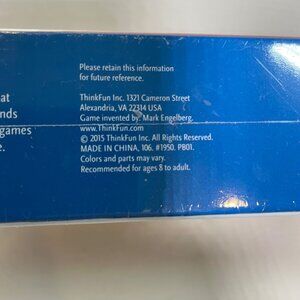 Please retain this information
for future reference.
at
ThinkFun Inc. 1321 Cameron Street
nds
Alexandria, VA 22314 USA
games
Game invented by Mark Engelberg.
www.ThinkFun.com
e.
© 2015 ThinkFun Inc. All Rights Reserved.
MADE IN CHINA, 106. #1950. PB01.
Colors and parts may vary.
Recommended for ages 8 to adult.